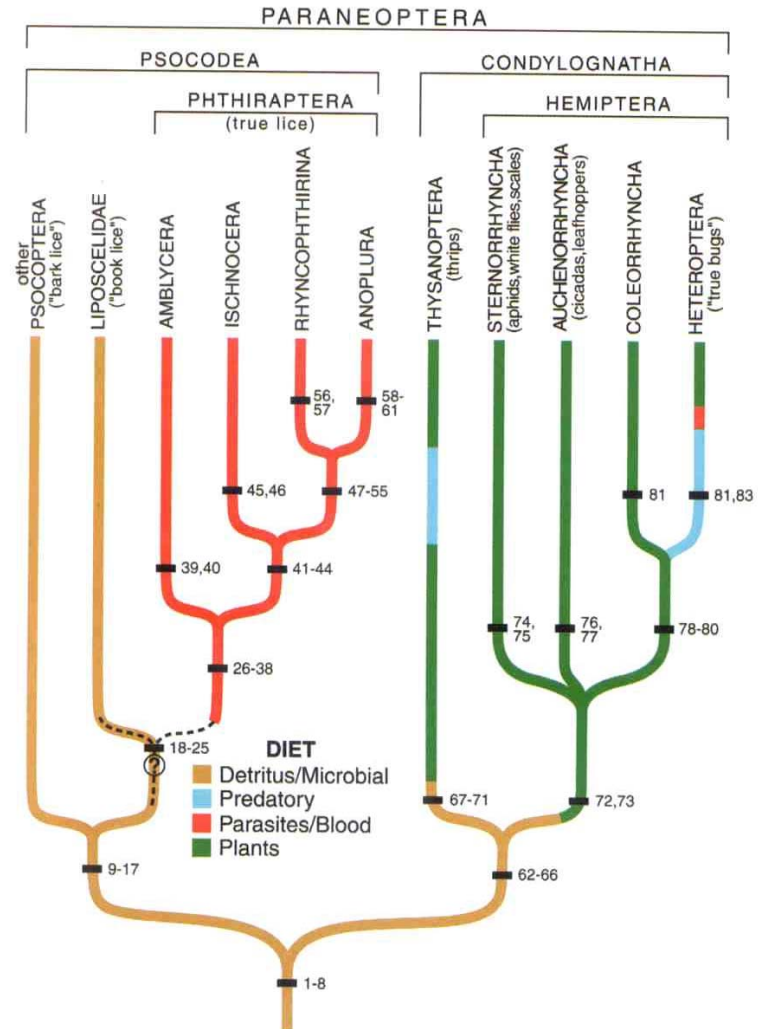 PARANEOPTERA
PSOCODEA
CONDYLOGNATHA
PHTHIRAPTERA
(true lice)
HEMIPTERA
other
PSOCOPTERA
("bark lice")
LIPOSCELIDAE
("book lice")
AMBLYCERA
ISCHNOCERA
RHYNCOPHTHIRINA
ANOPLURA
THYSANOPTERA
(thrips)
STERNORRHYNCHA
(aphids,white flies,scales)
AUCHENORRHYNCHA
(cicadas,leafhoppers)
COLEORRHYNCHA
HETEROPTERA
("true bugs")
56,
57
58-
61
45,46
47-55
81
81,83
39,40
41-44
74,
75
76,
77
78-80
26-38
18-25
?
DIET
Detritus/Microbial
Predatory
Parasites/Blood
Plants
67-71
72,73
9-17
62-66
1-8